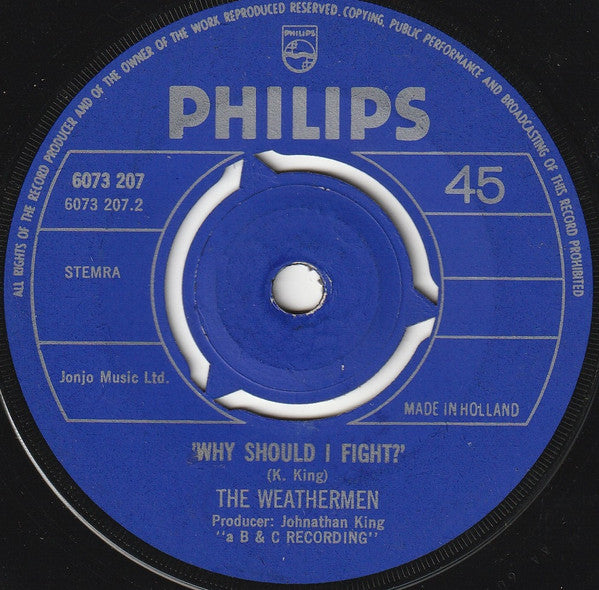 ALL RIGHTS OF THE RECORD PRODUCER AND OF THE OWNER OF THE WORK REPRODUCED RESERVED. COPYING, PUBLIC PERFORMANCE AND BROADCASTING OF THIS RECORD PROHIBITED
PHILIPS
PHILIPS
6073 207
45
6073 207.2
STEMRA
Jonjo Music Ltd.
MADE IN HOLLAND
'WHY SHOULD I FIGHT?'
(K. King)
THE WEATHERMEN
Producer: Johnathan King
"a B & C RECORDING"